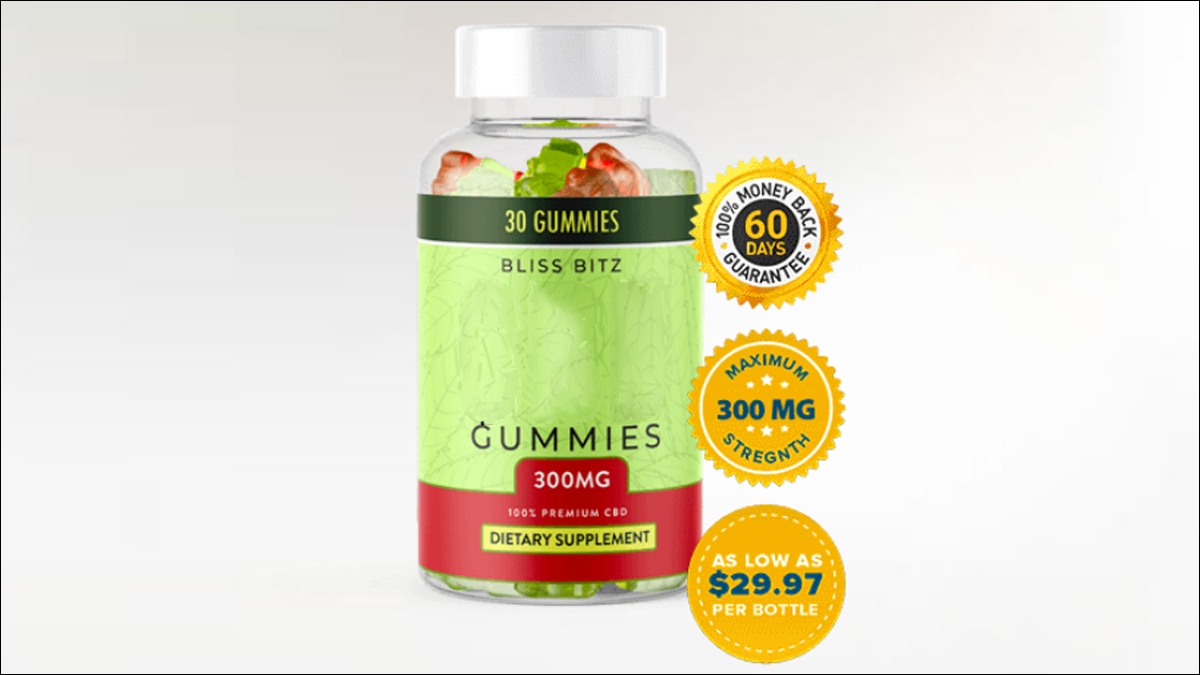 30 GUMMIES
BLISS BITZ
GUMMIES
300MG
100% PREMIUM CBD
DIETARY SUPPLEMENT
100% MONEY BACK
60
DAYS
GUARANTEE
MAXIMUM
300 MG
STREGNTH
AS LOW AS
$29.97
PER BOTTLE